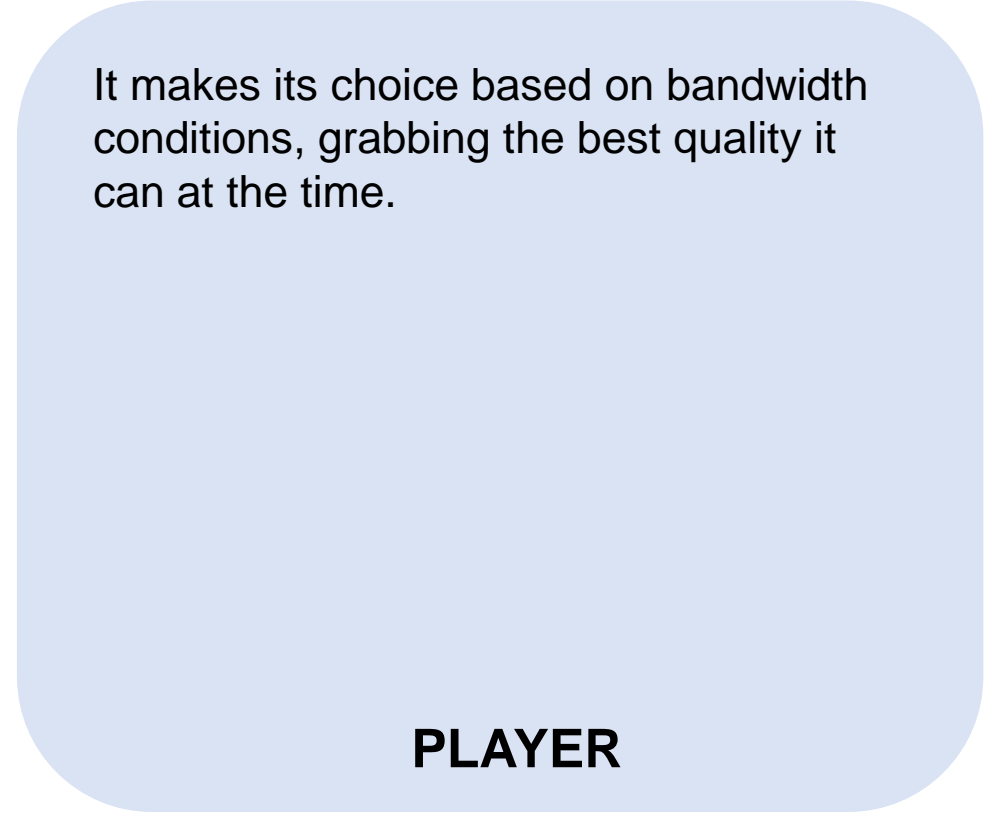 It makes its choice based on bandwidth
conditions, grabbing the best quality it
can at the time.
PLAYER